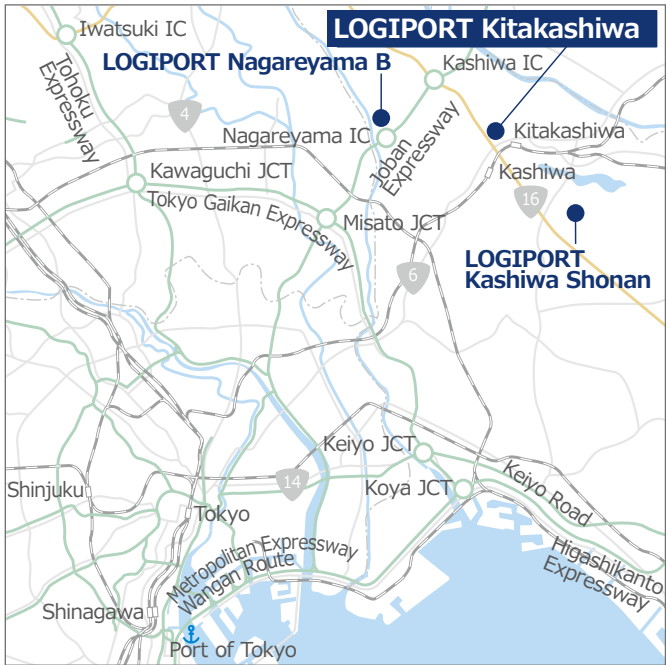 Iwatsuki IC
LOGIPORT Kitakashiwa
LOGIPORT Nagareyama B
Kashiwa IC
Tohoku
Expressway
4
Nagareyama IC
Joban
Expressway
Kitakashiwa
Kawaguchi JCT
Kashiwa
16
Tokyo Gaikan Expressway
Misato JCT
LOGIPORT
Kashiwa Shonan
6
Keiyo JCT
Keiyo Road
Shinjuku
14
Koya JCT
Tokyo
Metropolitan Expressway
Wangan Route
Higashikanto
Expressway
Shinagawa
Port of Tokyo